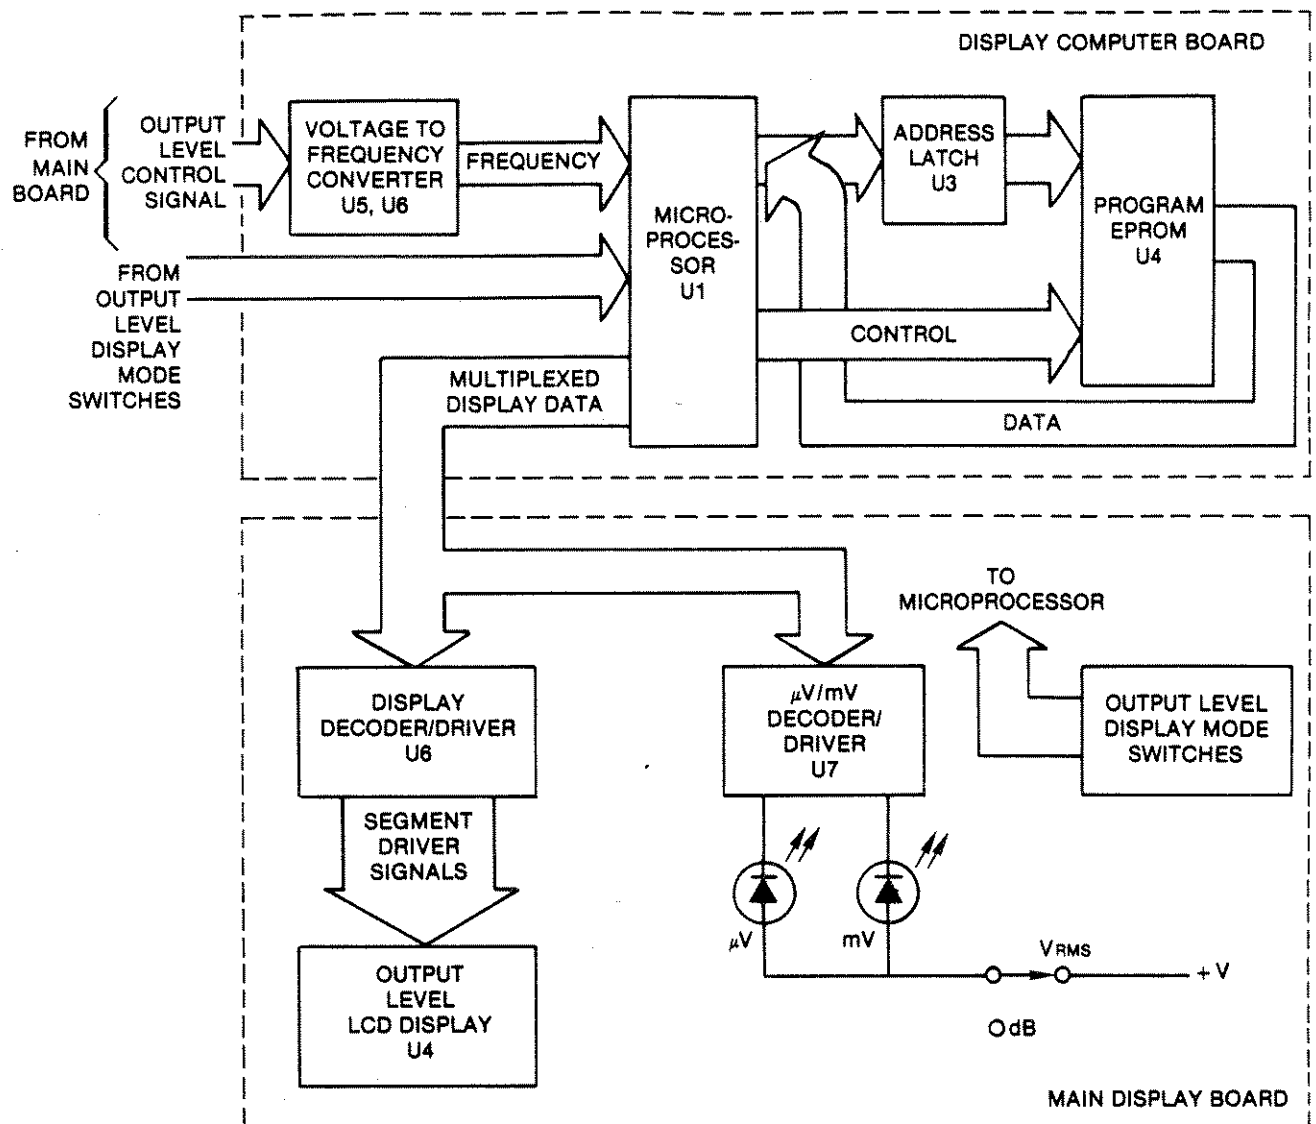 DISPLAY COMPUTER BOARD
FROM
MAIN
BOARD
OUTPUT
LEVEL
CONTROL
SIGNAL
VOLTAGE TO
FREQUENCY
CONVERTER
U5, U6
FREQUENCY
MICRO-
PROCES-
SOR
U1
ADDRESS
LATCH
U3
PROGRAM
EPROM
U4
FROM
OUTPUT
LEVEL
DISPLAY
MODE
SWITCHES
CONTROL
MULTIPLEXED
DISPLAY DATA
DATA
TO
MICROPROCESSOR
DISPLAY
DECODER/DRIVER
U6
μV/mV
DECODER/
DRIVER
U7
OUTPUT LEVEL
DISPLAY MODE
SWITCHES
SEGMENT
DRIVER
SIGNALS
μV
mV
VRMS
+V
OUTPUT
LEVEL
LCD DISPLAY
U4
dB
MAIN DISPLAY BOARD